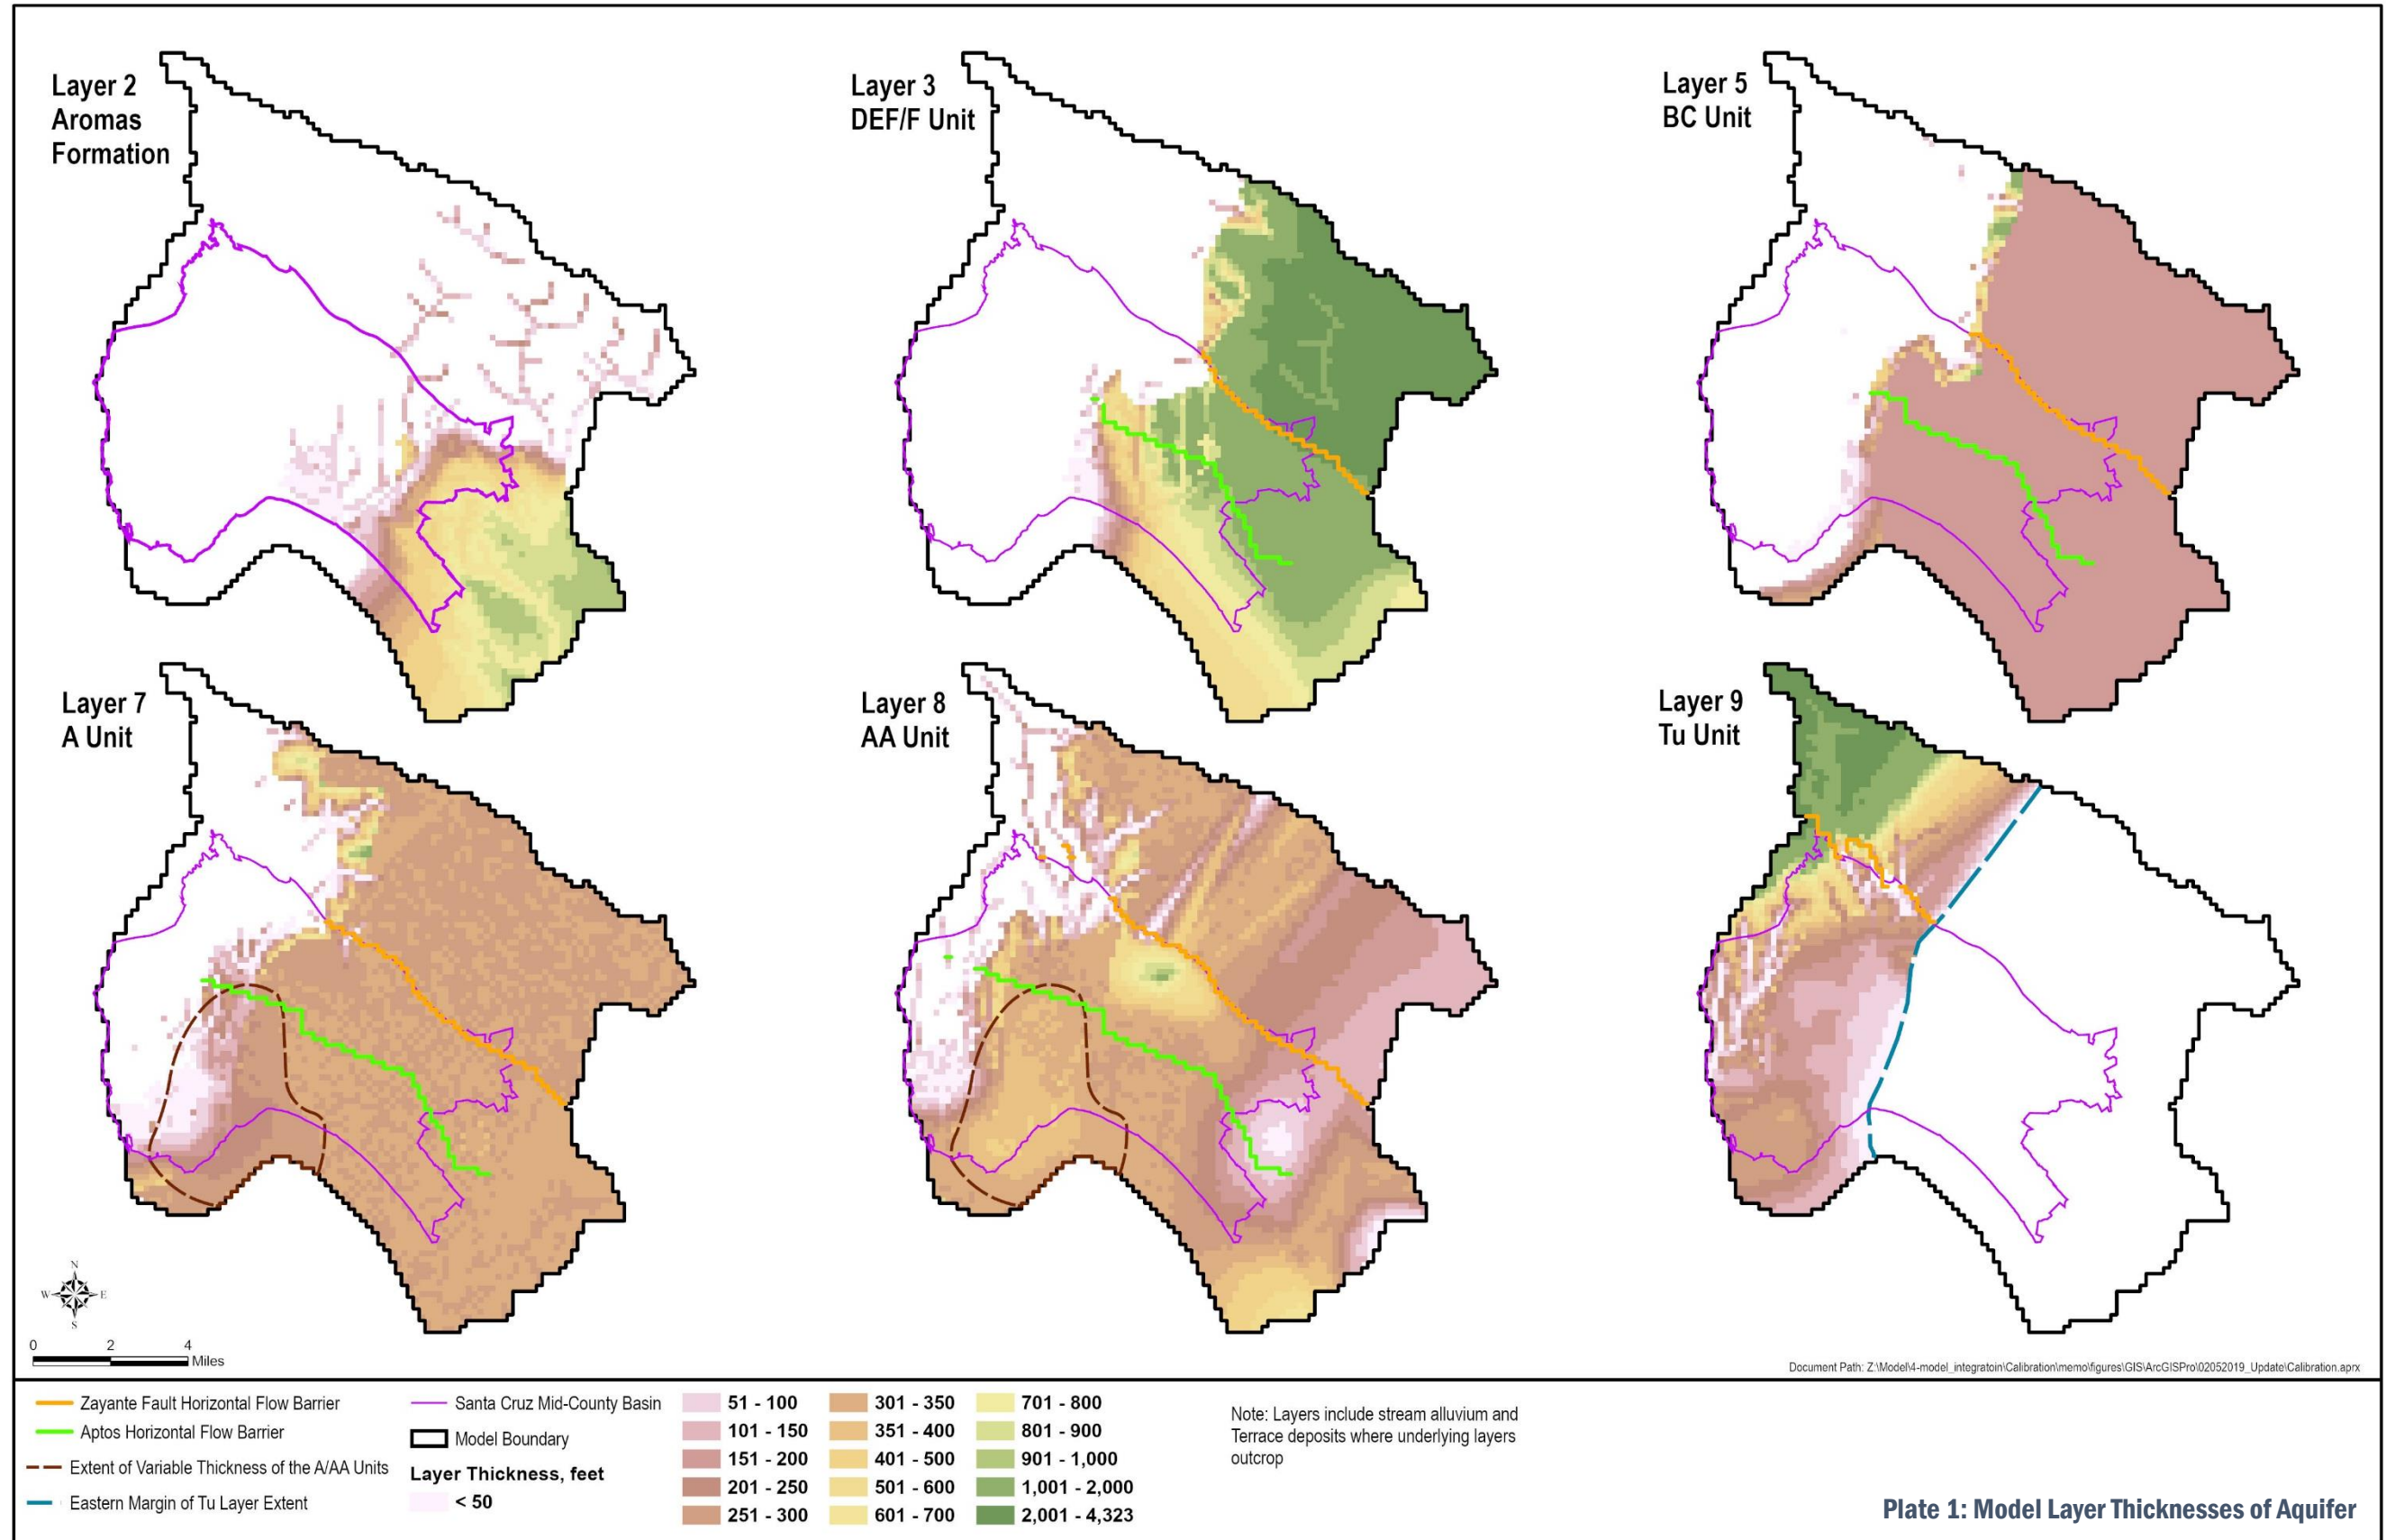 Layer 2
Aromas
Formation
Layer 3
DEF/F Unit
Layer 5
BC Unit
Layer 7
A Unit
Layer 8
AA Unit
Layer 9
Tu Unit
N
W
E
S
0 2 4
Miles
Document Path: Z:\Model\4-model_integratoin\Calibration\memo\figures\GIS\ArcGISPro\02052019_Update\Calibration.aprx
Zayante Fault Horizontal Flow Barrier
Aptos Horizontal Flow Barrier
Extent of Variable Thickness of the A/AA Units
Eastern Margin of Tu Layer Extent
Santa Cruz Mid-County Basin
Model Boundary
Layer Thickness, feet
< 50
51 - 100
101 - 150
151 - 200
201 - 250
251 - 300
301 - 350
351 - 400
401 - 500
501 - 600
601 - 700
701 - 800
801 - 900
901 - 1,000
1,001 - 2,000
2,001 - 4,323
Note: Layers include stream alluvium and
Terrace deposits where underlying layers
outcrop
Plate 1: Model Layer Thicknesses of Aquifer